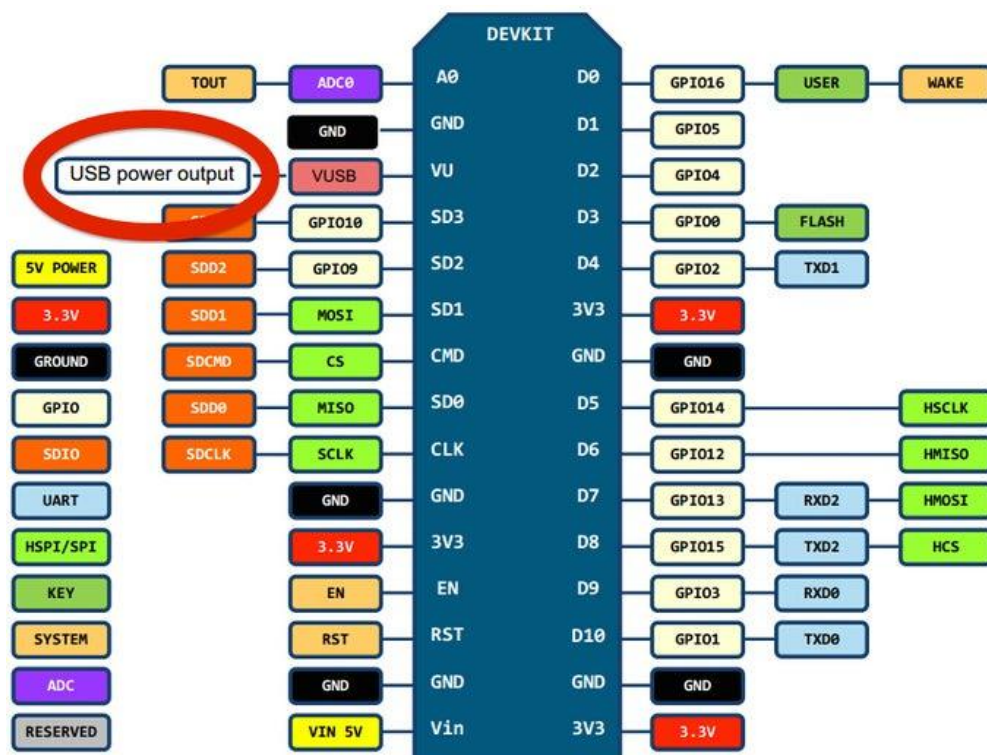 DEVKIT
TOUT ADC0 A0 D0 GPIO16 USER WAKE
GND GND D1 GPIO5
USB power output VUSB VU D2 GPIO4
GPIO10 SD3 D3 GPIO0 FLASH
5V POWER SDD2 GPIO9 SD2 D4 GPIO2 TXD1
3.3V SDD1 MOSI SD1 3V3 3.3V
GROUND SDCMD CS CMD GND GND
GPIO SDD0 MISO SD0 D5 GPIO14 HSCLK
SDIO SDCLK SCLK CLK D6 GPIO12 HMISO
UART GND GND D7 GPIO13 RXD2 HMOSI
HSPI/SPI 3.3V 3V3 D8 GPIO15 TXD2 HCS
KEY EN EN D9 GPIO3 RXD0
SYSTEM RST RST D10 GPIO1 TXD0
ADC GND GND GND GND
RESERVED VIN 5V Vin 3V3 3.3V